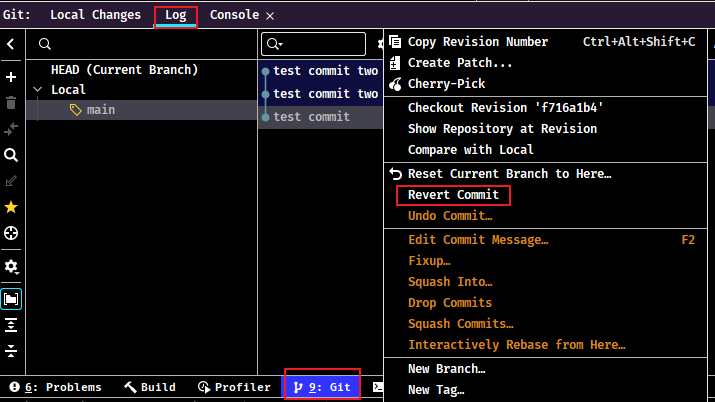 Git: Local Changes Log Console
HEAD (Current Branch)
Local
main
test commit two
test commit two
test commit
Copy Revision Number Ctrl+Alt+Shift+C
Create Patch...
Cherry-Pick
Checkout Revision 'f716a1b4'
Show Repository at Revision
Compare with Local
Reset Current Branch to Here...
Revert Commit
Undo Commit...
Edit Commit Message... F2
Fixup...
Squash Into...
Drop Commits
Squash Commits...
Interactively Rebase from Here...
New Branch...
New Tag...
6: Problems Build Profiler 9: Git